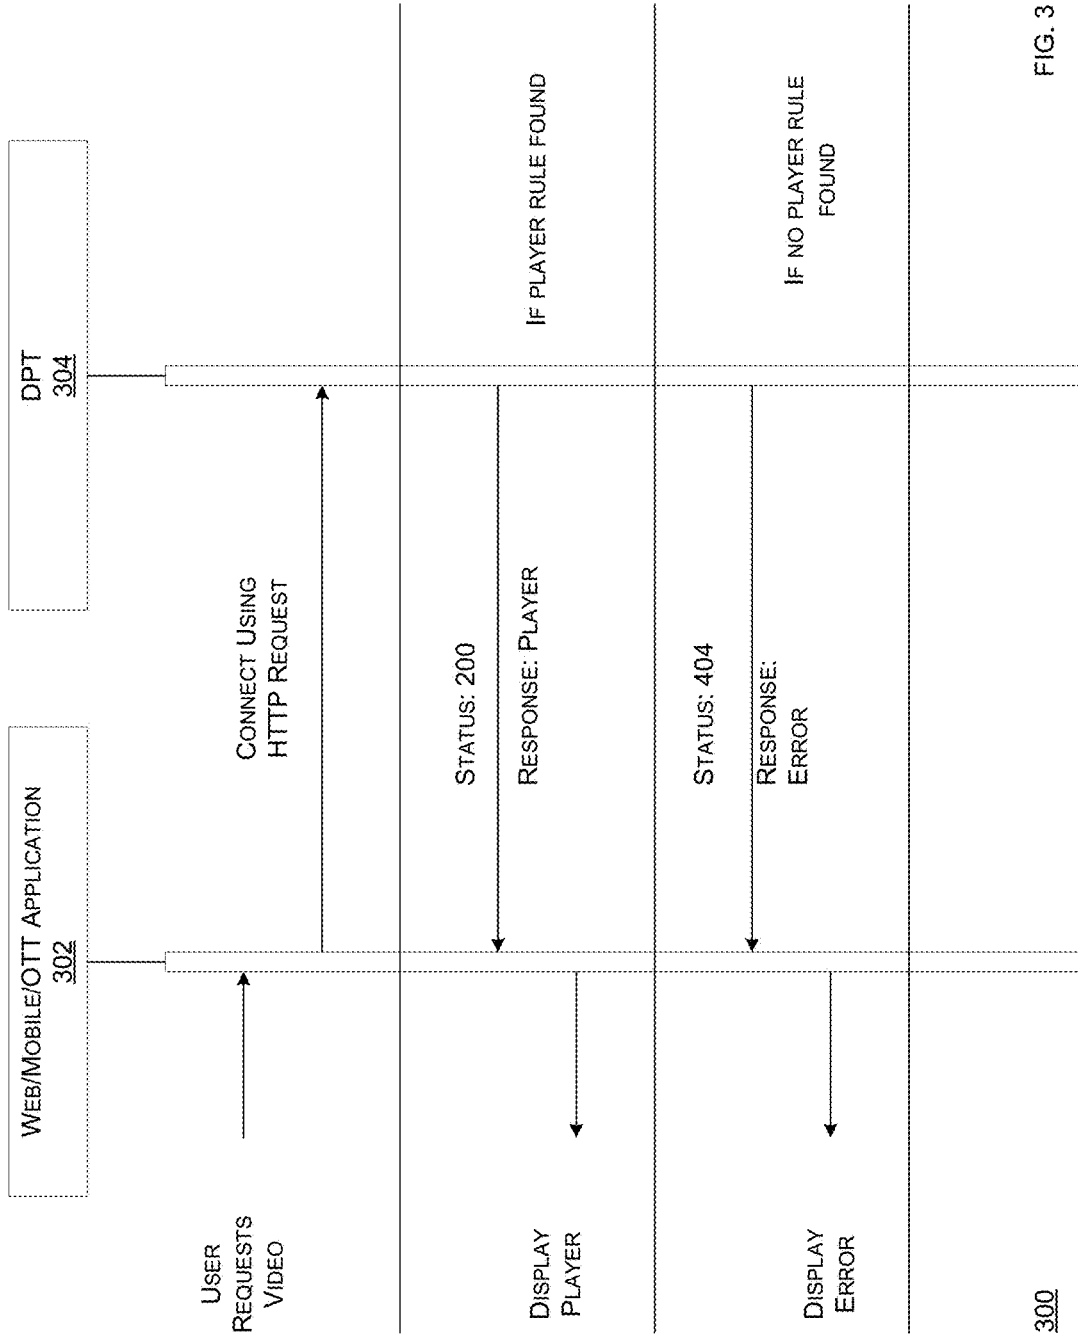 WEB/MOBILE/OTT APPLICATION
302
DPT
304
USER
REQUESTS
VIDEO
CONNECT USING
HTTP REQUEST
STATUS: 200
RESPONSE: PLAYER
IF PLAYER RULE FOUND
DISPLAY
PLAYER
STATUS: 404
RESPONSE:
ERROR
IF NO PLAYER RULE
FOUND
DISPLAY
ERROR
300
FIG. 3